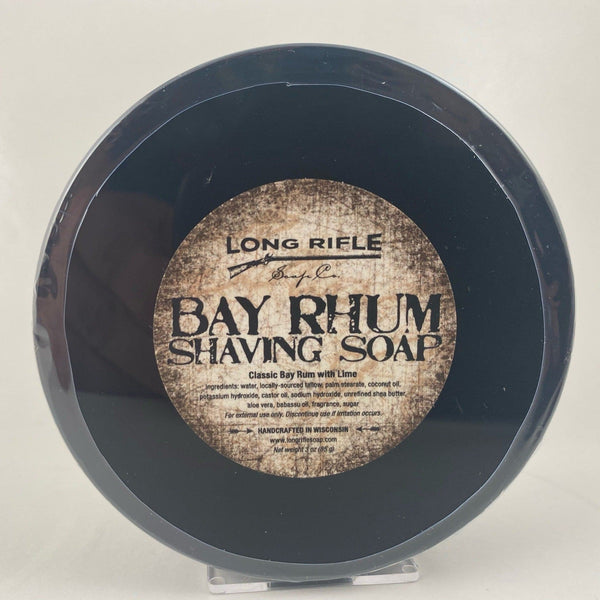 LONG RIFLE
Soap Co.
BAY RHUM
SHAVING SOAP
Classic Bay Rum with Lime
ingredients: water, locally-sourced tallow, palm stearate, coconut oil,
potassium hydroxide, castor oil, sodium hydroxide, unrefined shea butter,
aloe vera, babassu oil, fragrance, sugar
For external use only. Discontinue use if irritation occurs.
HANDCRAFTED IN WISCONSIN
www.longriflesoap.com
Net weight 3 oz (85 g)